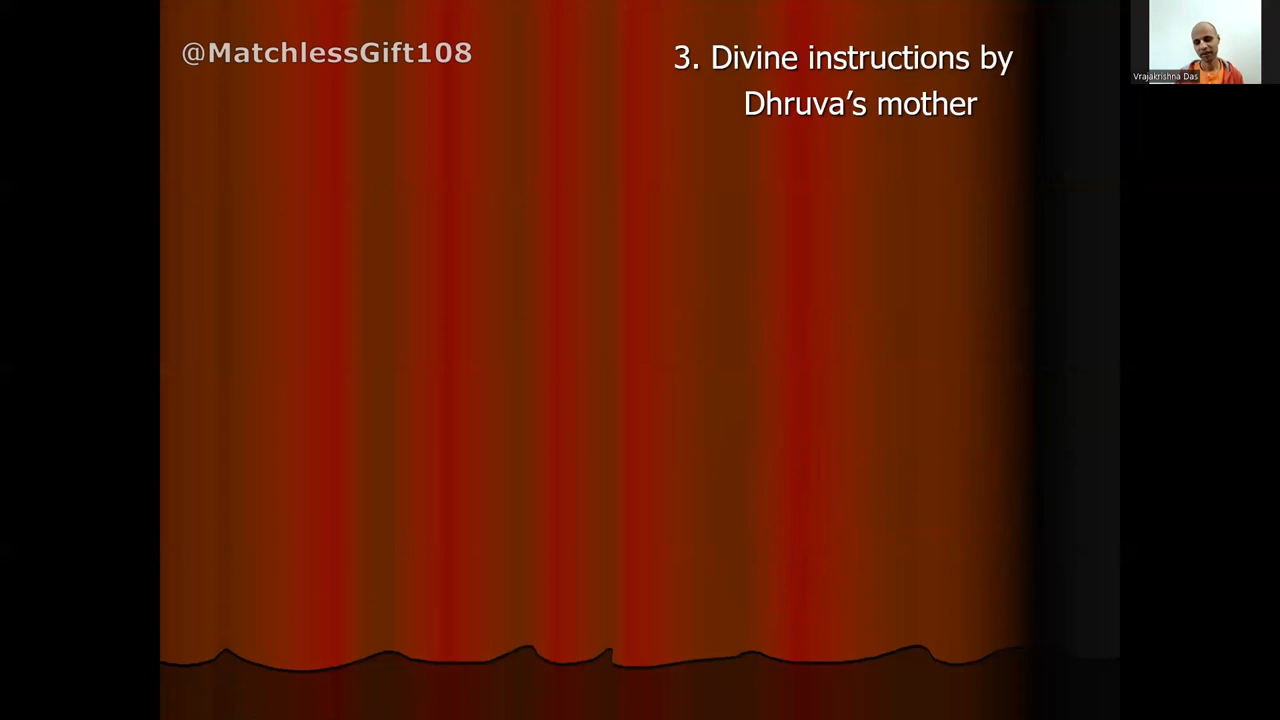 @MatchlessGift108
3. Divine instructions by
Dhruva’s mother
Vrajakrishna Das